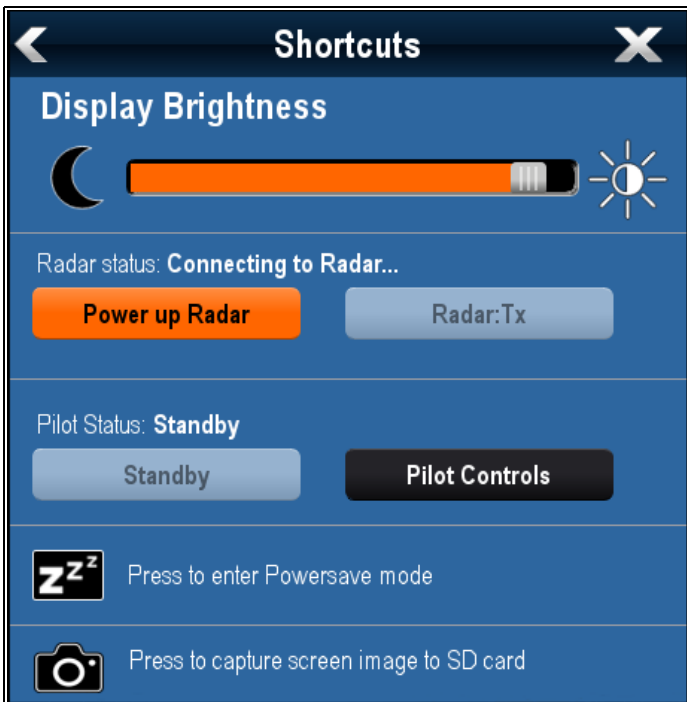 Shortcuts
Display Brightness
Radar status: Connecting to Radar...
Power up Radar
Radar:Tx
Pilot Status: Standby
Standby
Pilot Controls
zzz
Press to enter Powersave mode
Press to capture screen image to SD card